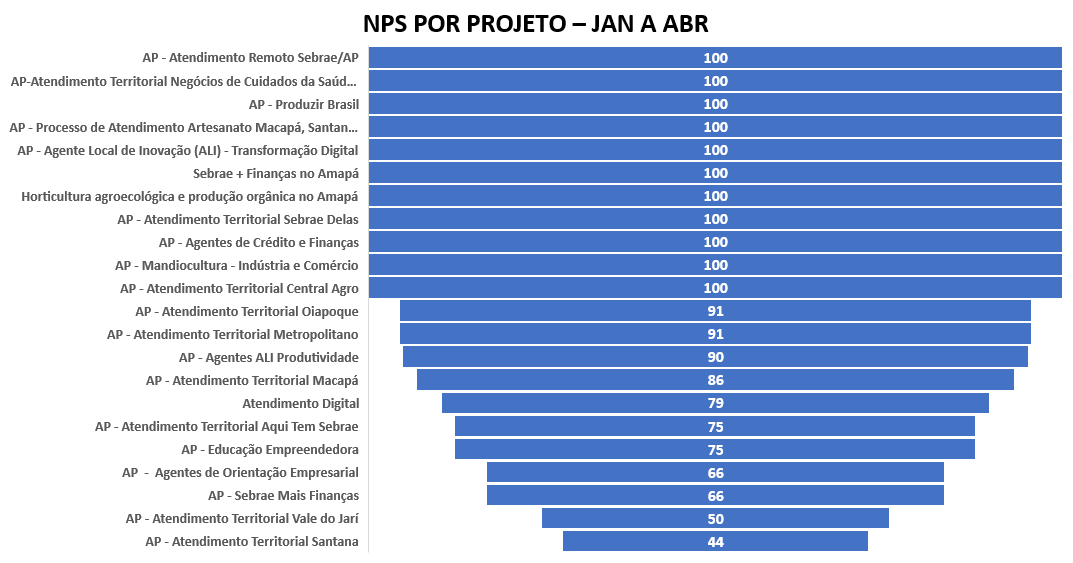 NPS POR PROJETO – JAN A ABR
AP - Atendimento Remoto Sebrae/AP 100
AP-Atendimento Territorial Negócios de Cuidados da Saúd... 100
AP - Produzir Brasil 100
AP - Processo de Atendimento Artesanato Macapá, Santan... 100
AP - Agente Local de Inovação (ALI) - Transformação Digital 100
Sebrae + Finanças no Amapá 100
Horticultura agroecológica e produção orgânica no Amapá 100
AP - Atendimento Territorial Sebrae Delas 100
AP - Agentes de Crédito e Finanças 100
AP - Mandiocultura - Indústria e Comércio 100
AP - Atendimento Territorial Central Agro 100
AP - Atendimento Territorial Oiapoque 91
AP - Atendimento Territorial Metropolitano 91
AP - Agentes ALI Produtividade 90
AP - Atendimento Territorial Macapá 86
Atendimento Digital 79
AP - Atendimento Territorial Aqui Tem Sebrae 75
AP - Educação Empreendedora 75
AP  -  Agentes de Orientação Empresarial 66
AP - Sebrae Mais Finanças 66
AP - Atendimento Territorial Vale do Jarí 50
AP - Atendimento Territorial Santana 44